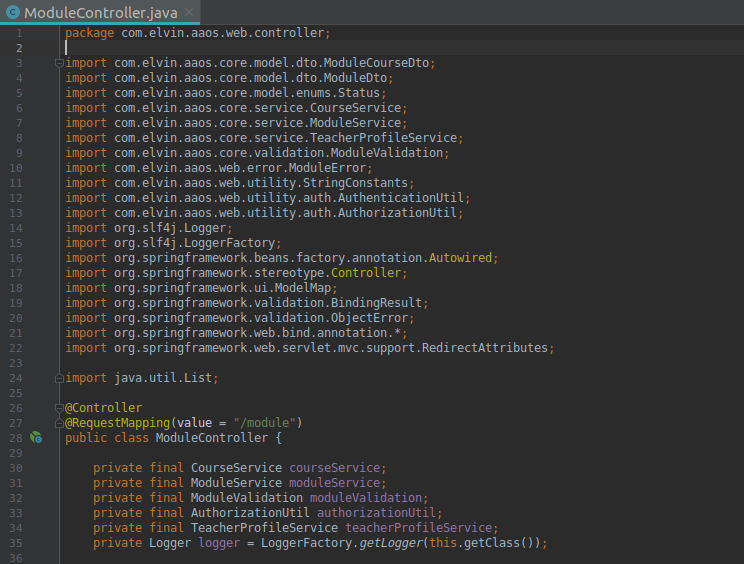 ModuleController.java
1 package com.elvin.aaos.web.controller;
2
3 import com.elvin.aaos.core.model.dto.ModuleCourseDto;
4 import com.elvin.aaos.core.model.dto.ModuleDto;
5 import com.elvin.aaos.core.model.enums.Status;
6 import com.elvin.aaos.core.service.CourseService;
7 import com.elvin.aaos.core.service.ModuleService;
8 import com.elvin.aaos.core.service.TeacherProfileService;
9 import com.elvin.aaos.core.validation.ModuleValidation;
10 import com.elvin.aaos.web.error.ModuleError;
11 import com.elvin.aaos.web.utility.StringConstants;
12 import com.elvin.aaos.web.utility.auth.AuthenticationUtil;
13 import com.elvin.aaos.web.utility.auth.AuthorizationUtil;
14 import org.slf4j.Logger;
15 import org.slf4j.LoggerFactory;
16 import org.springframework.beans.factory.annotation.Autowired;
17 import org.springframework.stereotype.Controller;
18 import org.springframework.ui.ModelMap;
19 import org.springframework.validation.BindingResult;
20 import org.springframework.validation.ObjectError;
21 import org.springframework.web.bind.annotation.*;
22 import org.springframework.web.servlet.mvc.support.RedirectAttributes;
23
24 import java.util.List;
25
26 @Controller
27 @RequestMapping(value = "/module")
28 public class ModuleController {
29
30 private final CourseService courseService;
31 private final ModuleService moduleService;
32 private final ModuleValidation moduleValidation;
33 private final AuthorizationUtil authorizationUtil;
34 private final TeacherProfileService teacherProfileService;
35 private Logger logger = LoggerFactory.getLogger(this.getClass());
36